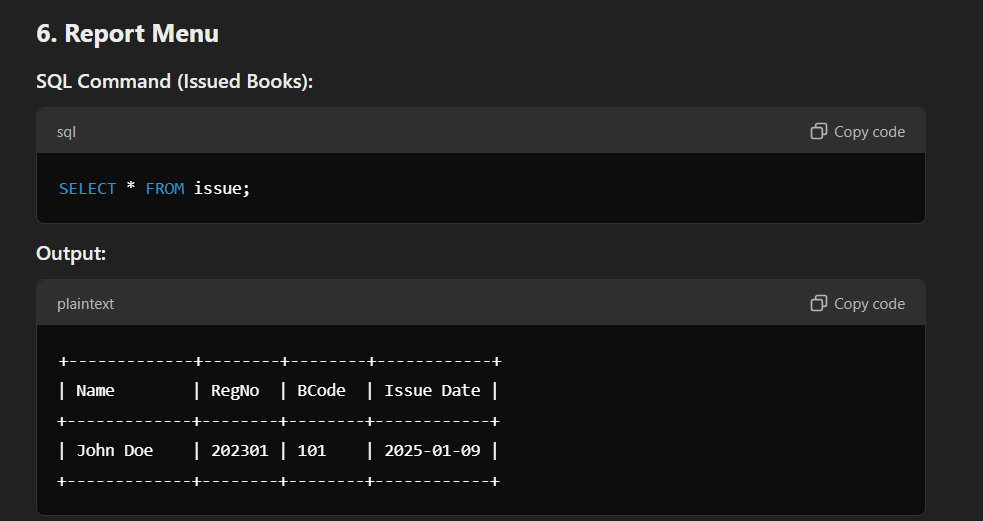 6. Report Menu
SQL Command (Issued Books):
sql Copy code
SELECT * FROM issue;
Output:
plaintext Copy code
+-------------+--------+--------+------------+
| Name        | RegNo  | BCode  | Issue Date |
+-------------+--------+--------+------------+
| John Doe    | 202301 | 101    | 2025-01-09 |
+-------------+--------+--------+------------+